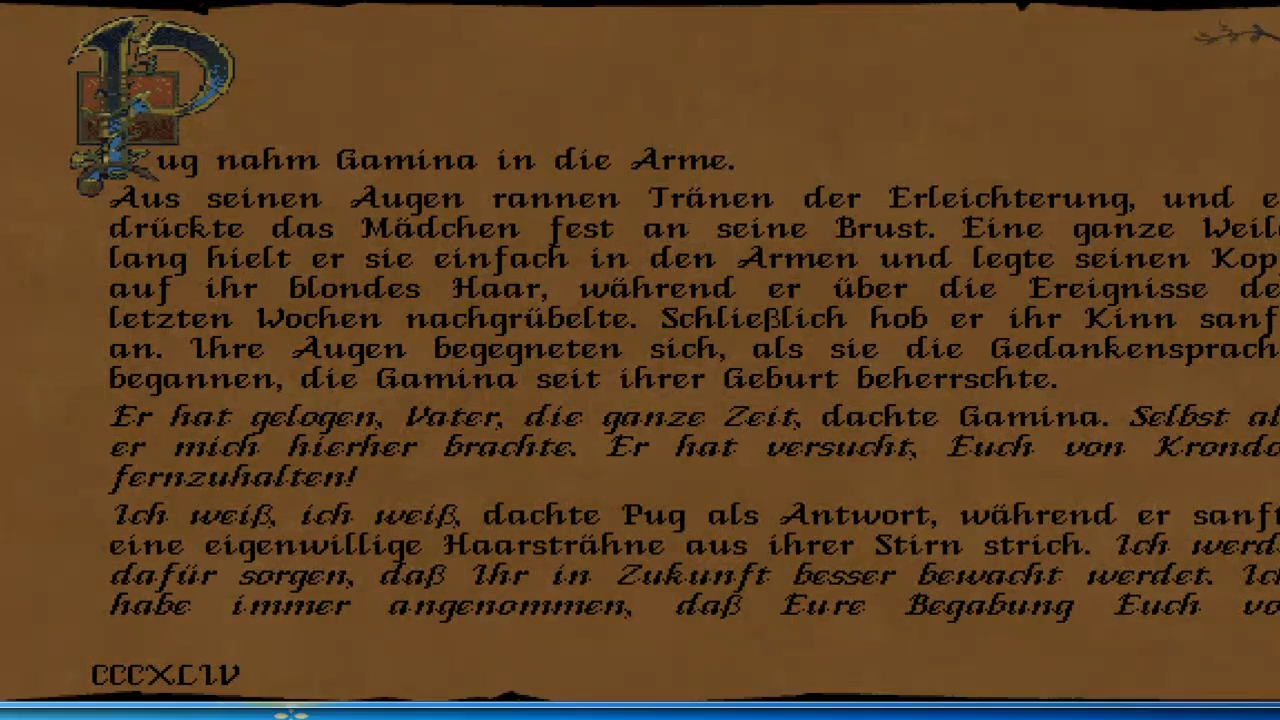 Pug nahm Gamina in die Arme.
Aus seinen Augen rannen Tränen der Erleichterung, und e
drückte das Mädchen fest an seine Brust. Eine ganze Weil
lang hielt er sie einfach in den Armen und legte seinen Kop
auf ihr blondes Haar, während er über die Ereignisse de
letzten Wochen nachgrübelte. Schließlich hob er ihr Kinn sanf
an. Ihre Augen begegneten sich, als sie die Gedankensprach
begannen, die Gamina seit ihrer Geburt beherrschte.
Er hat gelogen, Vater, die ganze Zeit, dachte Gamina. Selbst al
er mich hierher brachte. Er hat versucht, Euch von Krondo
fernzuhalten!
Ich weiß, ich weiß, dachte Pug als Antwort, während er sanft
eine eigenwillige Haarsträhne aus ihrer Stirn strich. Ich werd
dafür sorgen, daß Ihr in Zukunft besser bewacht werdet. Ic
habe immer angenommen, daß Eure Begabung Euch vo
CCCXLIV